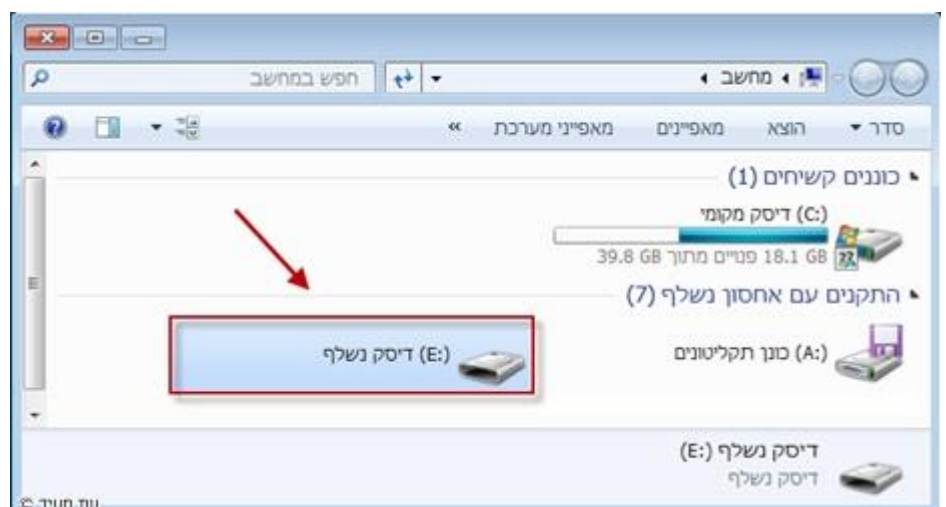 מחשב
חפש במחשב
סדר הוצא מאפיינים מאפייני מערכת »
כוננים קשיחים (1)
דיסק מקומי (C:)
18.1 GB פנויים מתוך 39.8 GB
התקנים עם אחסון נשלף (7)
כונן תקליטונים (A:)
דיסק נשלף (E:)
דיסק נשלף (E:)
דיסק נשלף